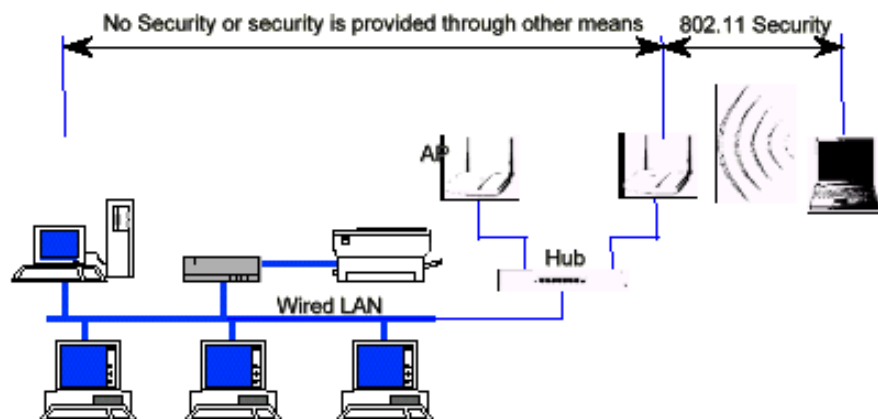 No Security or security is provided through other means
802.11 Security
AP
Hub
Wired LAN